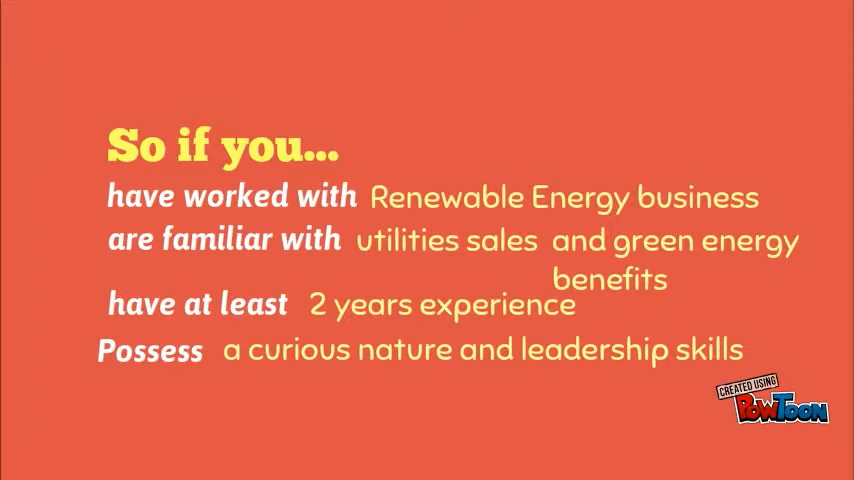 So if you...
have worked with Renewable Energy business
are familiar with utilities sales and green energy
benefits
have at least 2 years experience
Possess a curious nature and leadership skills
CREATED USING
POWTOON